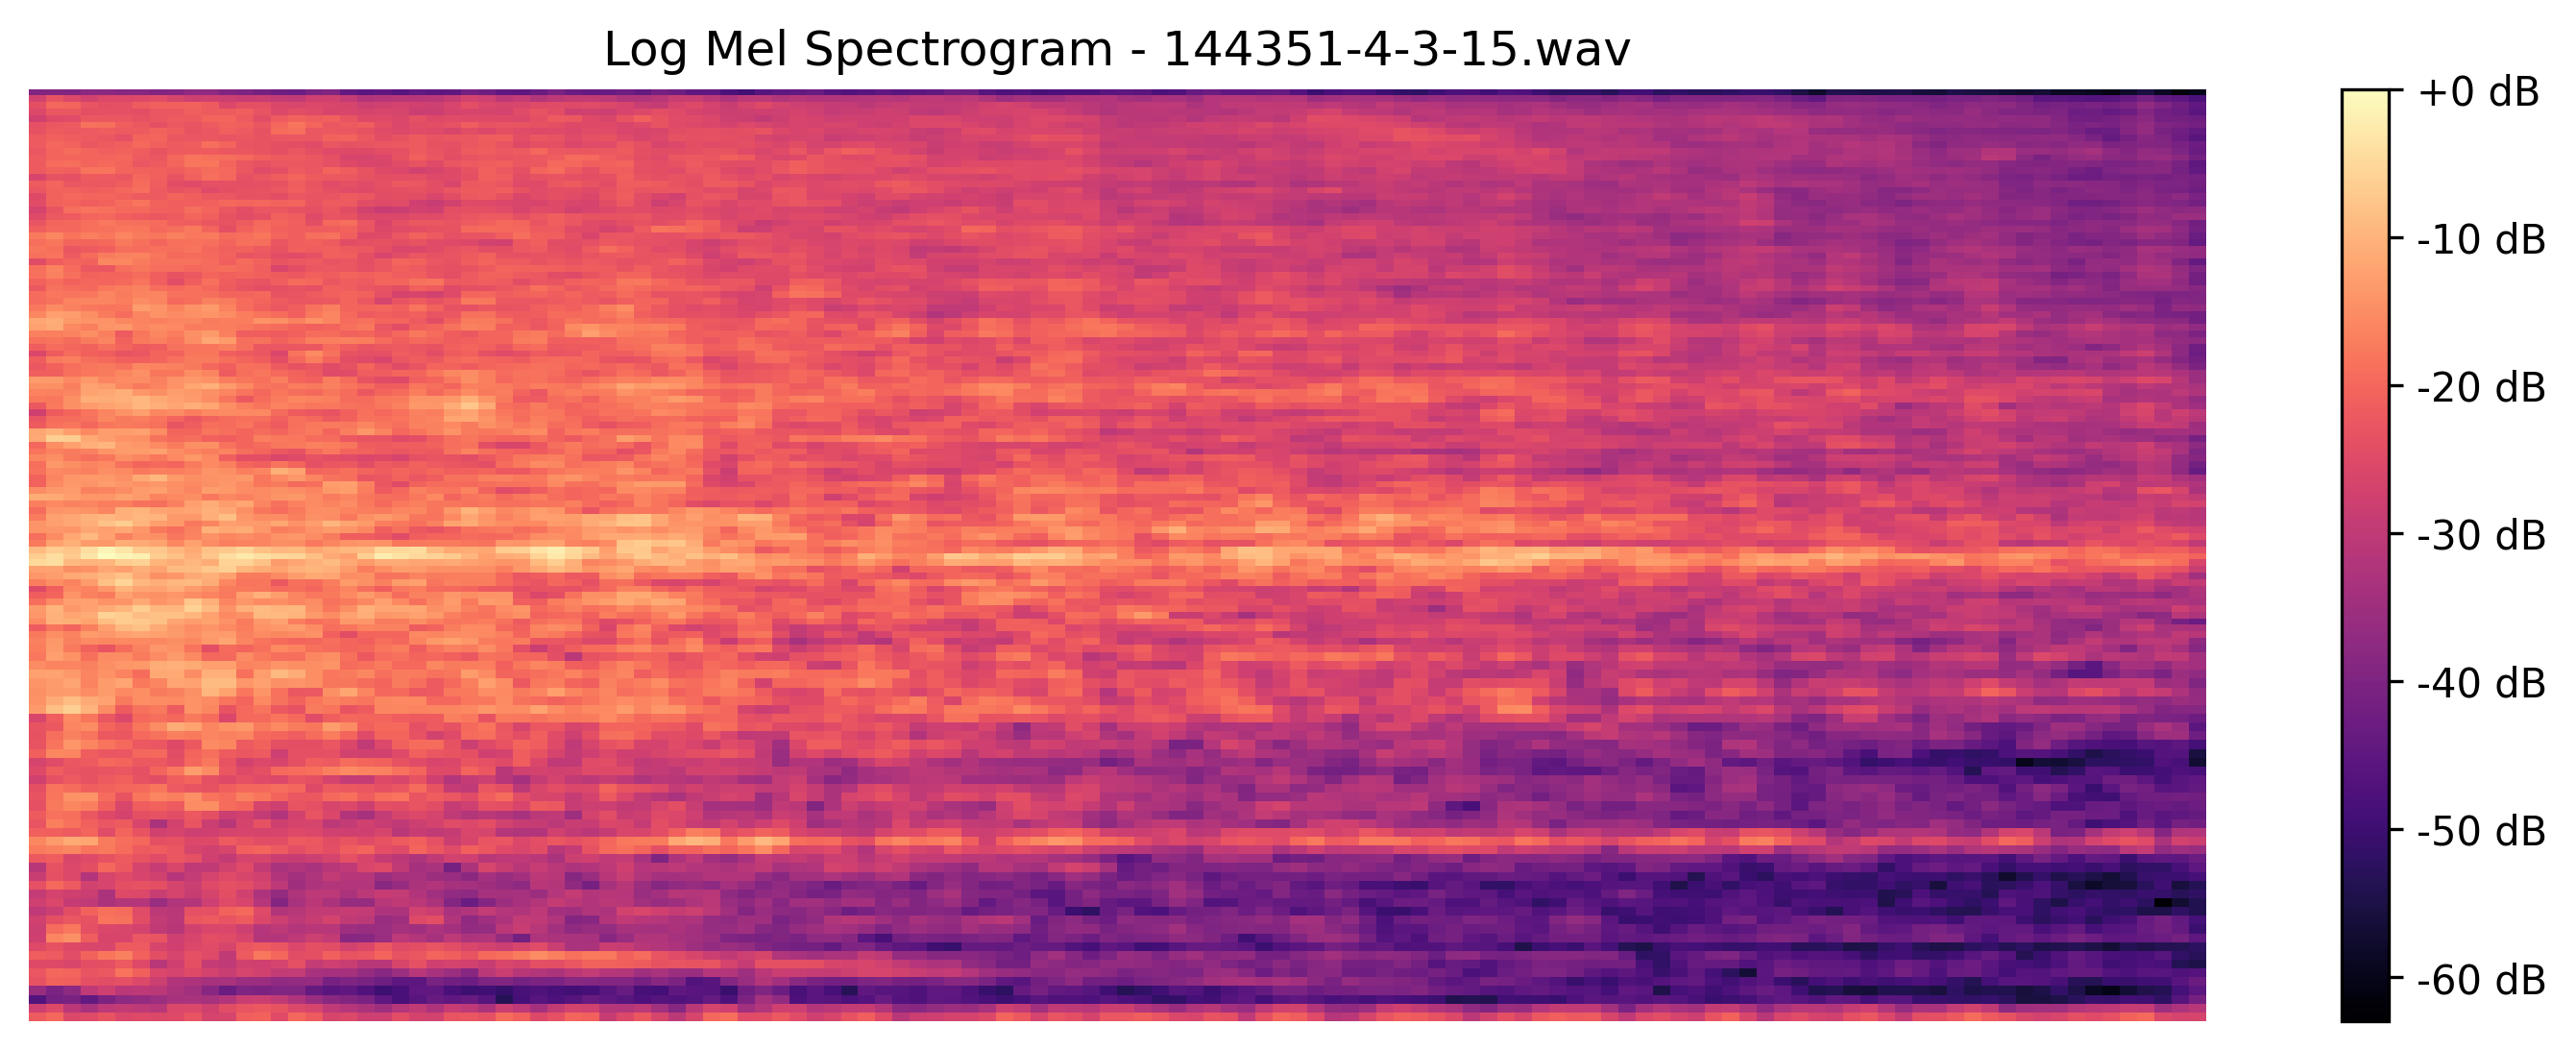 Log Mel Spectrogram - 144351-4-3-15.wav
+0 dB
-10 dB
-20 dB
-30 dB
-40 dB
-50 dB
-60 dB